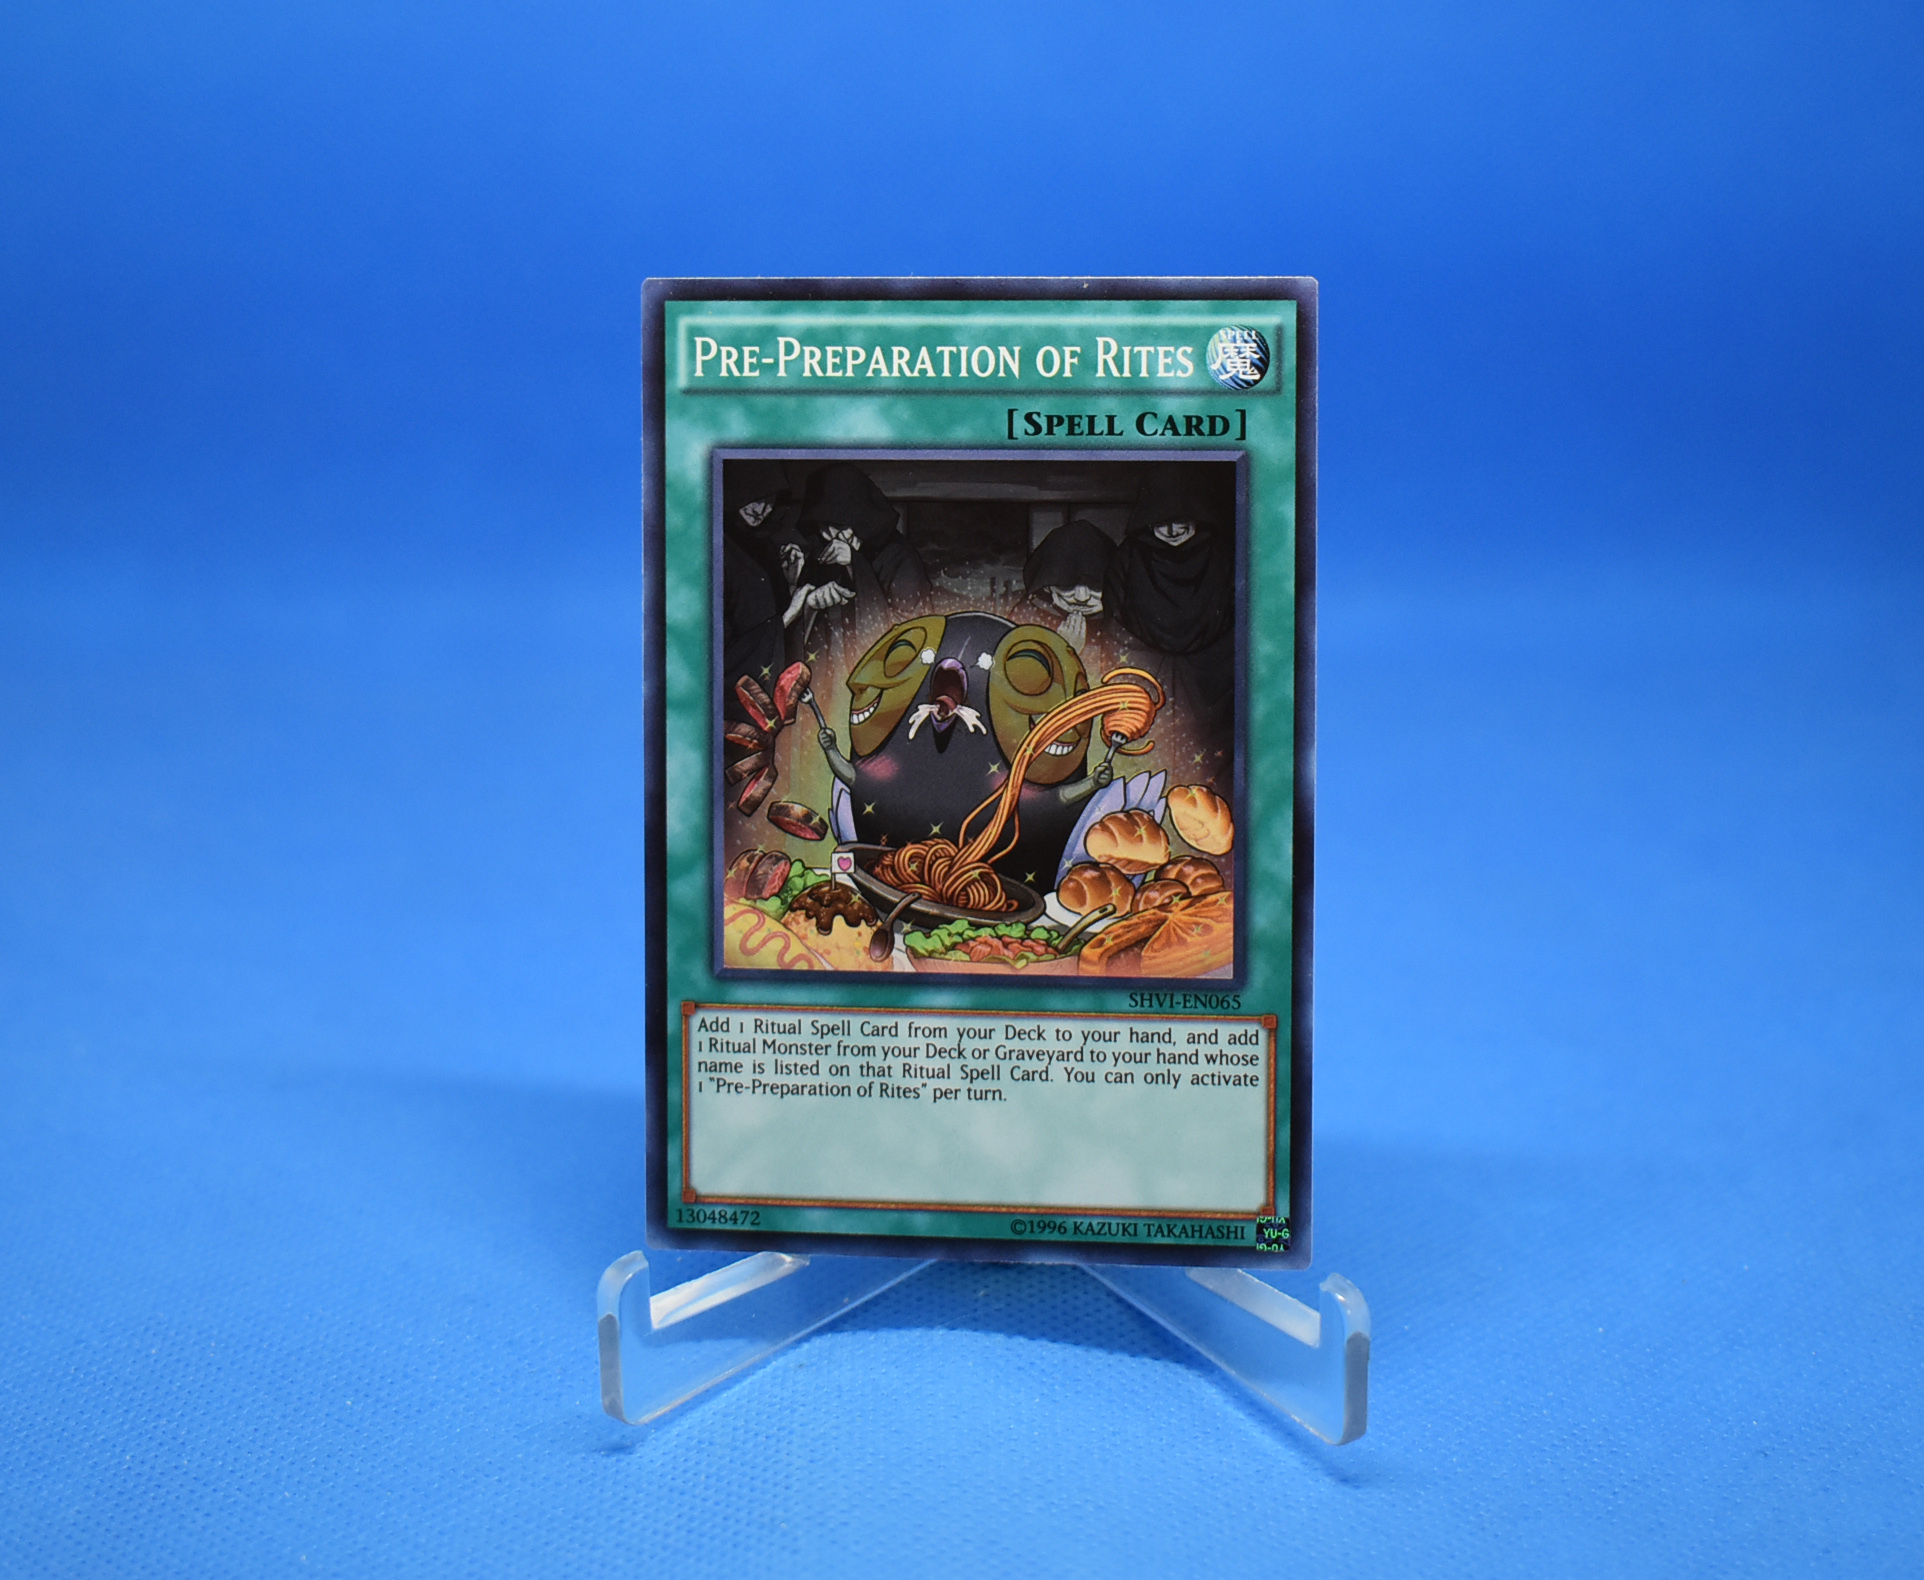 PRE-PREPARATION OF RITES
SPELL
魔
[SPELL CARD]
SHVI-EN065
Add 1 Ritual Spell Card from your Deck to your hand, and add
1 Ritual Monster from your Deck or Graveyard to your hand whose
name is listed on that Ritual Spell Card. You can only activate
1 "Pre-Preparation of Rites" per turn.
13048472
©1996 KAZUKI TAKAHASHI
YU-G